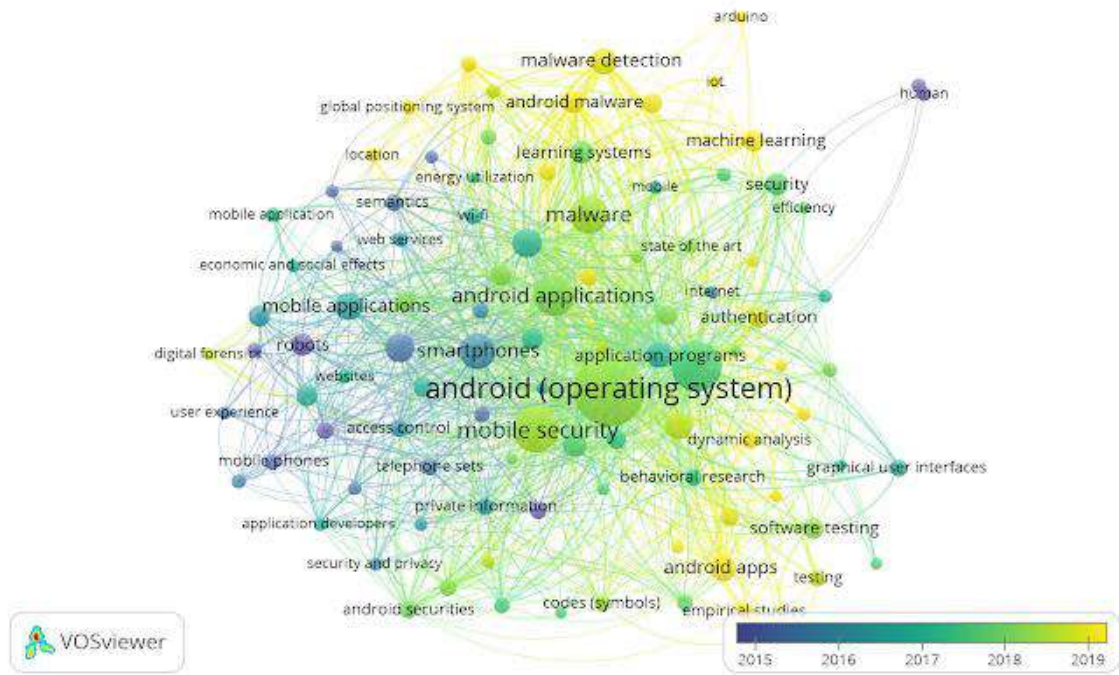 arduino
malware detection
iot
human
global positioning system
android malware
machine learning
location
learning systems
energy utilization
mobile
security
semantics
efficiency
mobile application
wi-fi
malware
web services
state of the art
economic and social effects
internet
mobile applications
android applications
authentication
digital forensics
robots
smartphones
application programs
websites
android (operating system)
user experience
access control
mobile security
dynamic analysis
mobile phones
telephone sets
behavioral research
graphical user interfaces
private information
application developers
software testing
security and privacy
android apps
testing
android securities
codes (symbols)
empirical studies
VOSviewer
2015 2016 2017 2018 2019